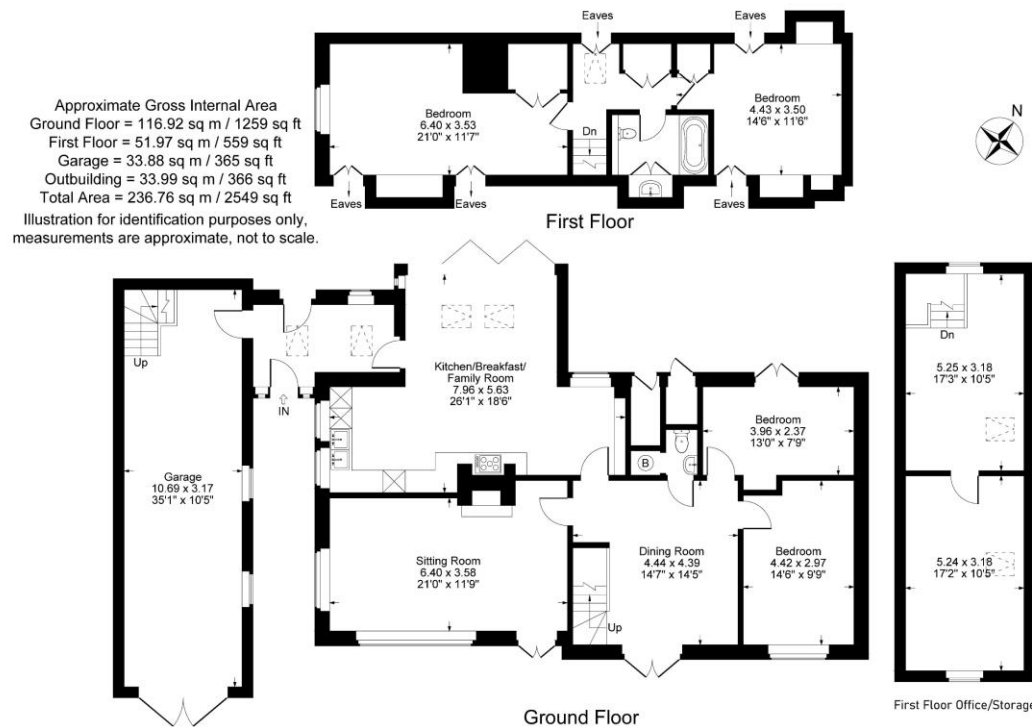 Approximate Gross Internal Area
Ground Floor = 116.92 sq m / 1259 sq ft
First Floor = 51.97 sq m / 559 sq ft
Garage = 33.88 sq m / 365 sq ft
Outbuilding = 33.99 sq m / 366 sq ft
Total Area = 236.76 sq m / 2549 sq ft
Illustration for identification purposes only,
measurements are approximate, not to scale.
Eaves
Eaves
Bedroom
6.40 x 3.53
21'0" x 11'7"
Dn
Bedroom
4.43 x 3.50
14'6" x 11'6"
Eaves
Eaves
Eaves
First Floor
N
Up
IN
Garage
10.69 x 3.17
35'1" x 10'5"
Kitchen/Breakfast/
Family Room
7.96 x 5.63
26'1" x 18'6"
B
Bedroom
3.96 x 2.37
13'0" x 7'9"
Sitting Room
6.40 x 3.58
21'0" x 11'9"
Dining Room
4.44 x 4.39
14'7" x 14'5"
Up
Bedroom
4.42 x 2.97
14'6" x 9'9"
Ground Floor
Dn
5.25 x 3.18
17'3" x 10'5"
5.24 x 3.18
17'2" x 10'5"
First Floor Office/Storage